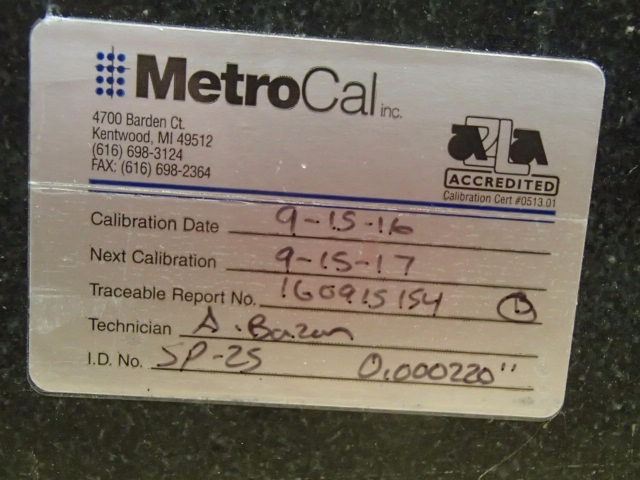 MetroCal inc.
4700 Barden Ct.
Kentwood, MI 49512
(616) 698-3124
FAX: (616) 698-2364
A2LA
ACCREDITED
Calibration Cert #0513.01
Calibration Date 9-15-16
Next Calibration 9-15-17
Traceable Report No. 160915154
Technician A. Bazan
I.D. No. SP-25 0.000220"